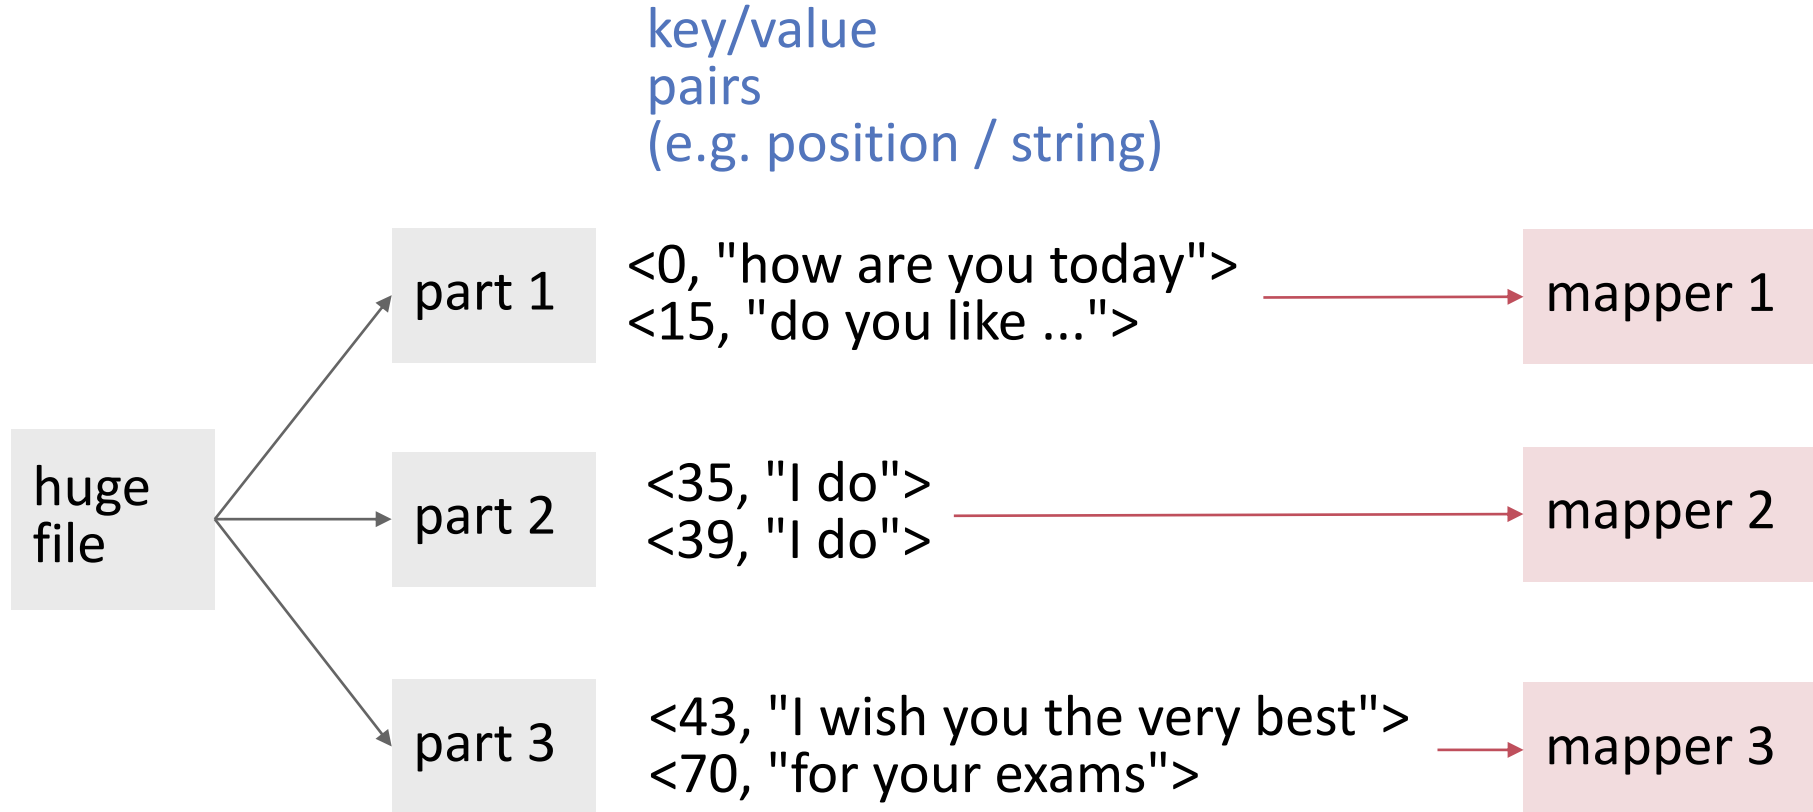 key/value
pairs
(e.g. position / string)
part 1
<0, "how are you today">
<15, "do you like ...">
mapper 1
huge
file
part 2
<35, "I do">
<39, "I do">
mapper 2
part 3
<43, "I wish you the very best">
<70, "for your exams">
mapper 3